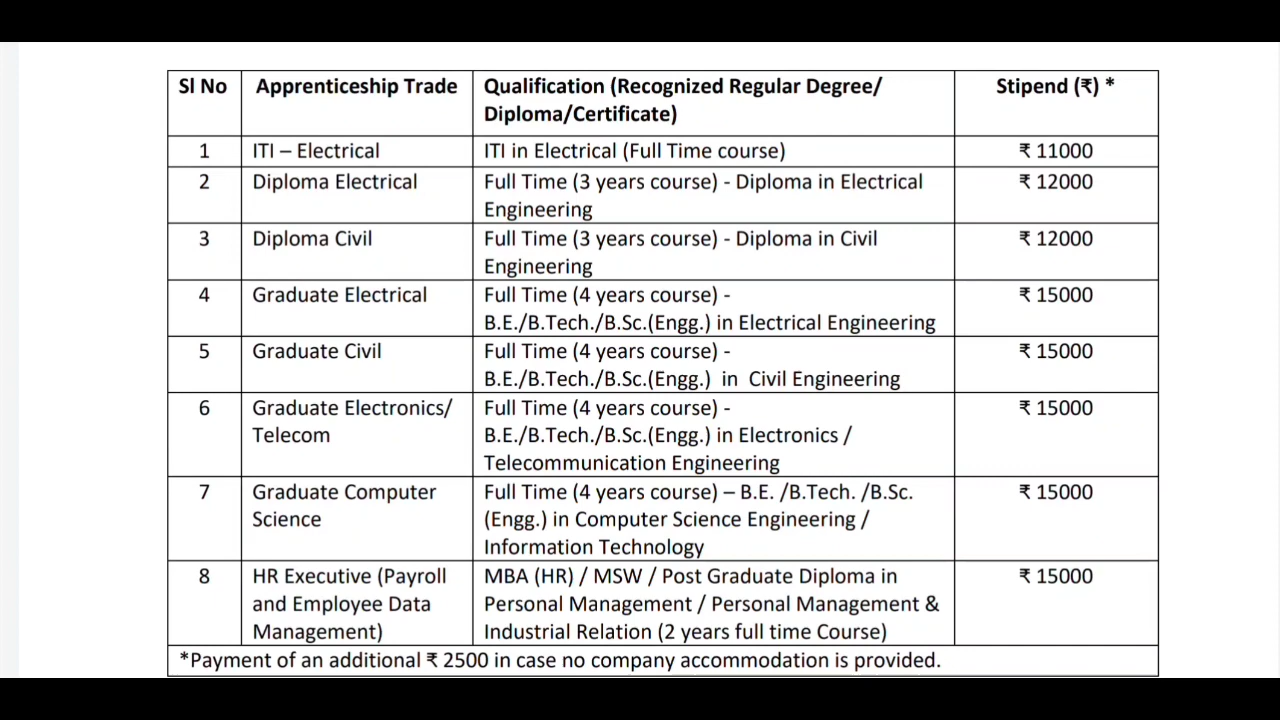 Sl No Apprenticeship Trade Qualification (Recognized Regular Degree/ Stipend (₹) *
Diploma/Certificate)
1 ITI – Electrical ITI in Electrical (Full Time course) ₹ 11000
2 Diploma Electrical Full Time (3 years course) - Diploma in Electrical ₹ 12000
Engineering
3 Diploma Civil Full Time (3 years course) - Diploma in Civil ₹ 12000
Engineering
4 Graduate Electrical Full Time (4 years course) - ₹ 15000
B.E./B.Tech./B.Sc.(Engg.) in Electrical Engineering
5 Graduate Civil Full Time (4 years course) - ₹ 15000
B.E./B.Tech./B.Sc.(Engg.) in Civil Engineering
6 Graduate Electronics/ Full Time (4 years course) - ₹ 15000
Telecom B.E./B.Tech./B.Sc.(Engg.) in Electronics /
Telecommunication Engineering
7 Graduate Computer Full Time (4 years course) – B.E. /B.Tech. /B.Sc. ₹ 15000
Science (Engg.) in Computer Science Engineering /
Information Technology
8 HR Executive (Payroll MBA (HR) / MSW / Post Graduate Diploma in ₹ 15000
and Employee Data Personal Management / Personal Management &
Management) Industrial Relation (2 years full time Course)
*Payment of an additional ₹ 2500 in case no company accommodation is provided.